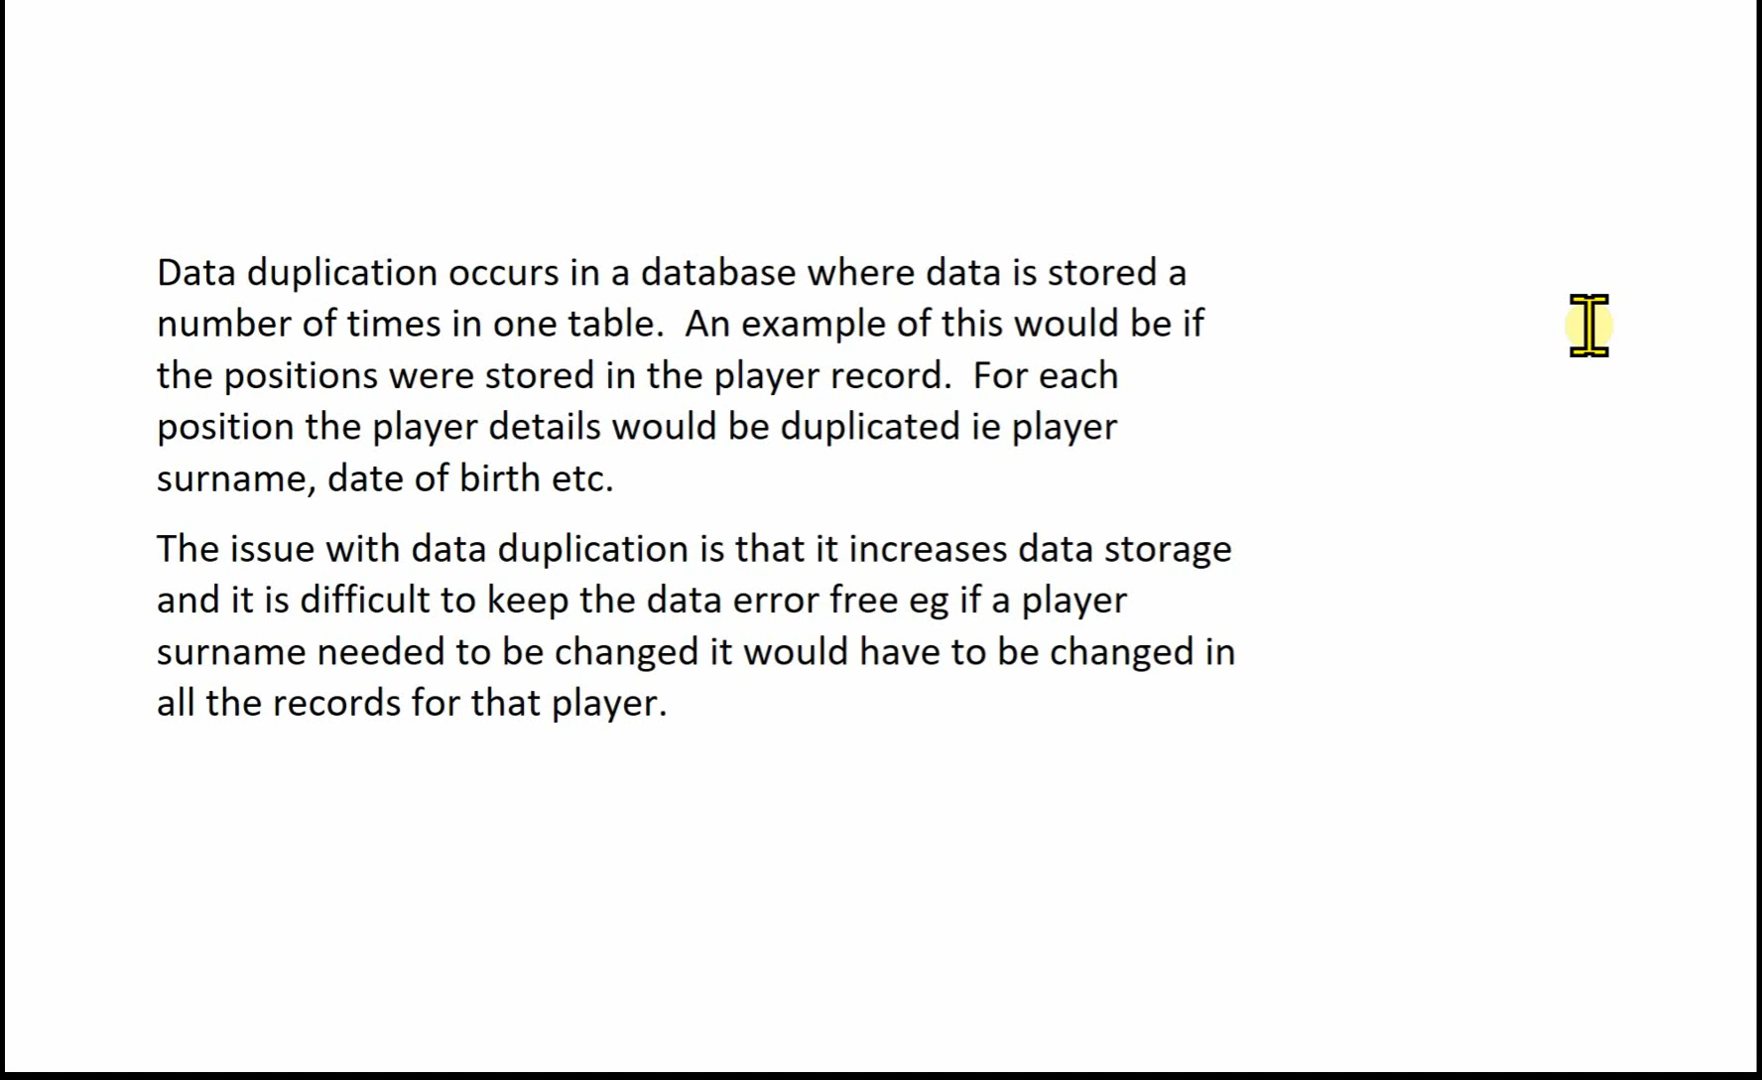 Data duplication occurs in a database where data is stored a
number of times in one table.  An example of this would be if
the positions were stored in the player record.  For each
position the player details would be duplicated ie player
surname, date of birth etc.
The issue with data duplication is that it increases data storage
and it is difficult to keep the data error free eg if a player
surname needed to be changed it would have to be changed in
all the records for that player.